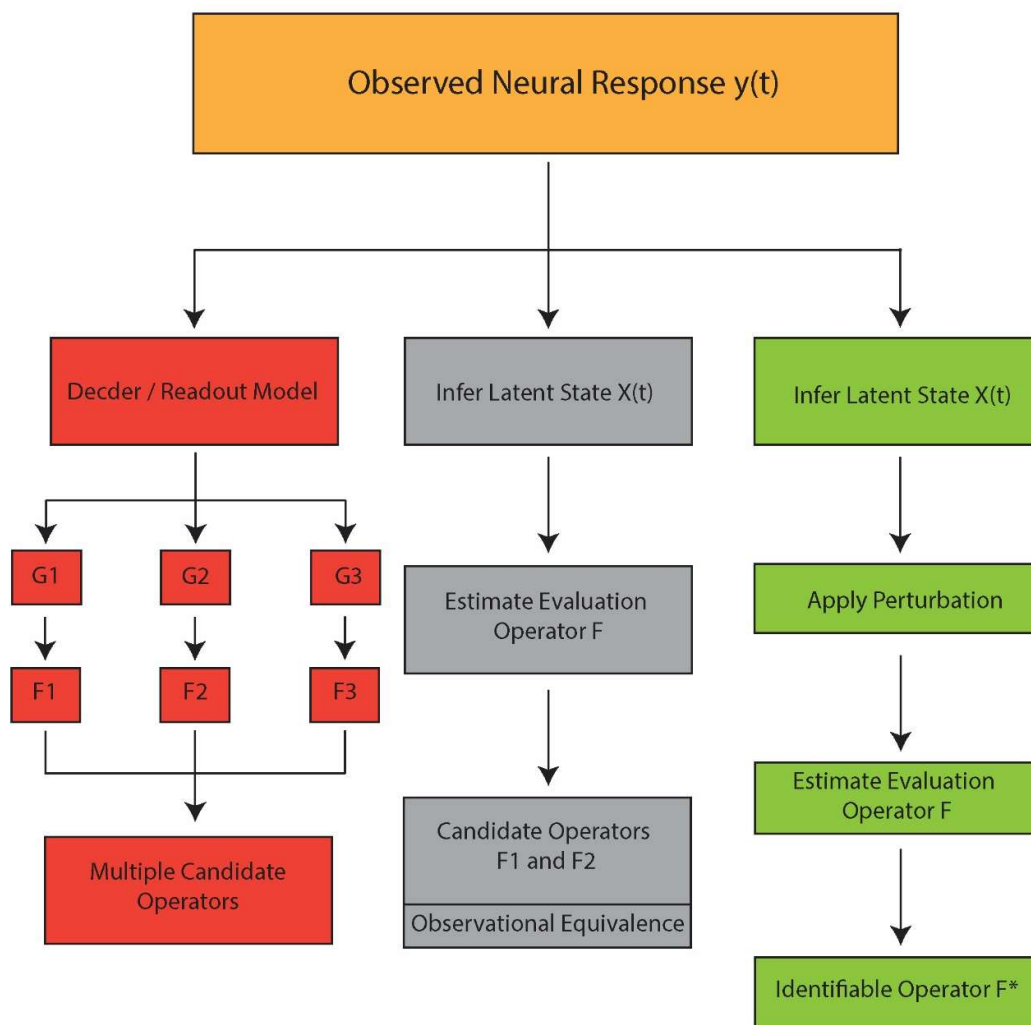 Observed Neural Response y(t)
Decder / Readout Model
G1
G2
G3
F1
F2
F3
Multiple Candidate
Operators
Infer Latent State X(t)
Estimate Evaluation
Operator F
Candidate Operators
F1 and F2
Observational Equivalence
Infer Latent State X(t)
Apply Perturbation
Estimate Evaluation
Operator F
Identifiable Operator F*